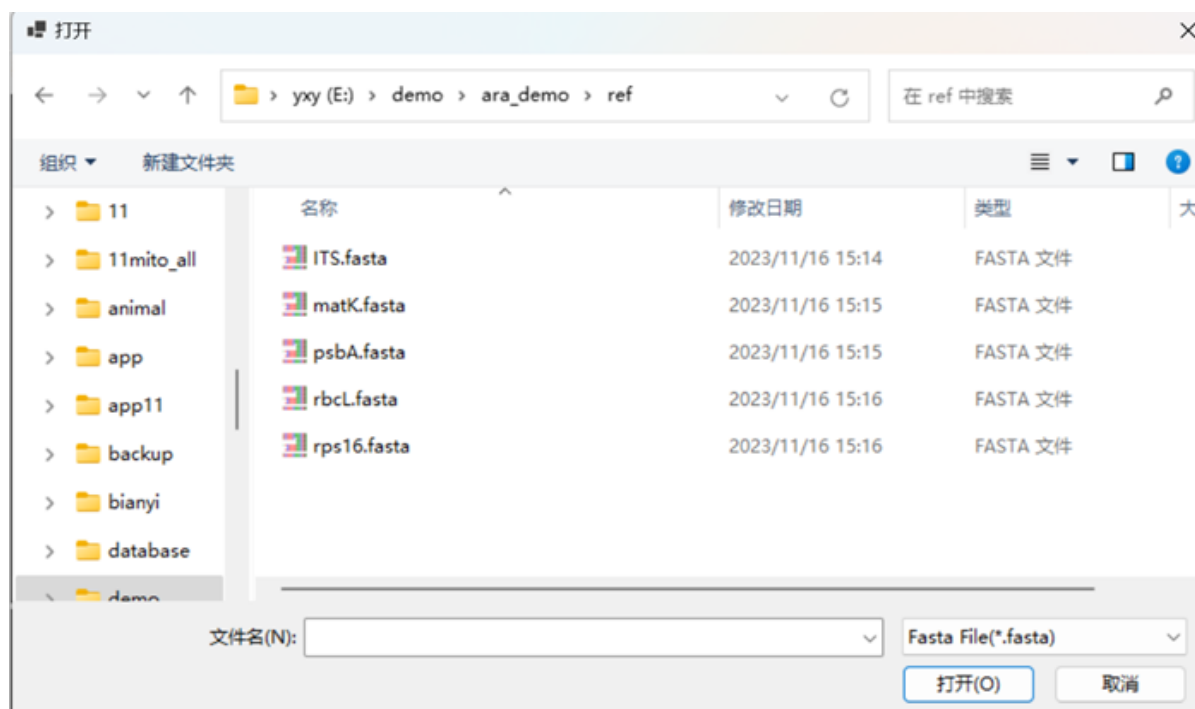 打开
yxy (E:) > demo > ara_demo > ref
在 ref 中搜索
组织
新建文件夹
名称 修改日期 类型 大
11
11mito_all
animal
app
app11
backup
bianyi
database
demo
ITS.fasta 2023/11/16 15:14 FASTA 文件
matK.fasta 2023/11/16 15:15 FASTA 文件
psbA.fasta 2023/11/16 15:15 FASTA 文件
rbcL.fasta 2023/11/16 15:16 FASTA 文件
rps16.fasta 2023/11/16 15:16 FASTA 文件
文件名(N):
Fasta File(*.fasta)
打开(O)
取消